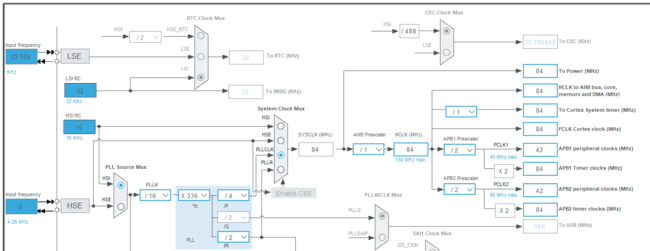 RTC Clock Mux
CEC Clock Mux
HSE
/ 2
HSE_RTC
HSI
/ 488
To CEC (KHz)
LSE
Input frequency
32.768
LSE
LSE
32
To RTC (KHz)
KHz
LSI
To Power (MHz)
84
LSI RC
32
32 KHz
32
To IWDG (KHz)
84
HCLK to AHB bus, core,
memory and DMA (MHz)
System Clock Mux
/ 1
84
To Cortex System timer (MHz)
HSI RC
16
16 MHz
HSI
HSE
SYSCLK (MHz)
AHB Prescaler
HCLK (MHz)
84
FCLK Cortex clock (MHz)
PLLCLK
84
/ 1
84
180 MHz max
APB1 Prescaler
/ 2
PCLK1
45 MHz max
42
APB1 peripheral clocks (MHz)
PLL Source Mux
PLLR
X 2
84
APB1 Timer clocks (MHz)
HSI
PLLM
/ 16
X 336
*N
/ 4
/P
Enable CSS
APB2 Prescaler
/ 2
PCLK2
90 MHz max
42
APB2 peripheral clocks (MHz)
Input frequency
HSE
HSE
4-26 MHz
/ 2
/Q
X 2
84
APB2 timer clocks (MHz)
PLL
/ 2
/R
PLL48CLK Mux
PLLQ
PLLSAIP
168
To USB (MHz)
SAI1 Clock Mux
I2S_CKIN